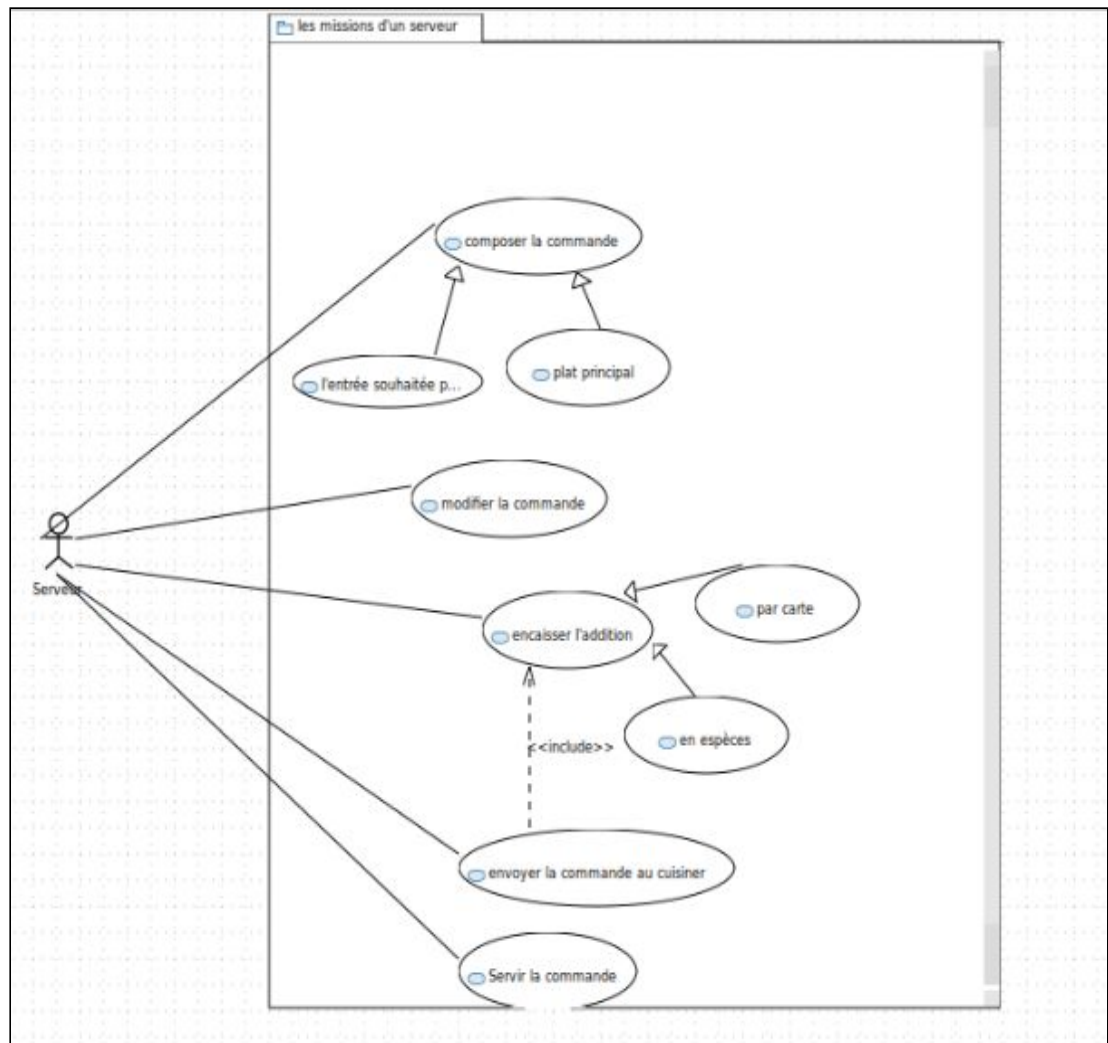 les missions d'un serveur
composer la commande
l'entrée souhaitée p...
plat principal
modifier la commande
Serveur
par carte
encaisser l'addition
en espèces
<<include>>
envoyer la commande au cuisiner
Servir la commande